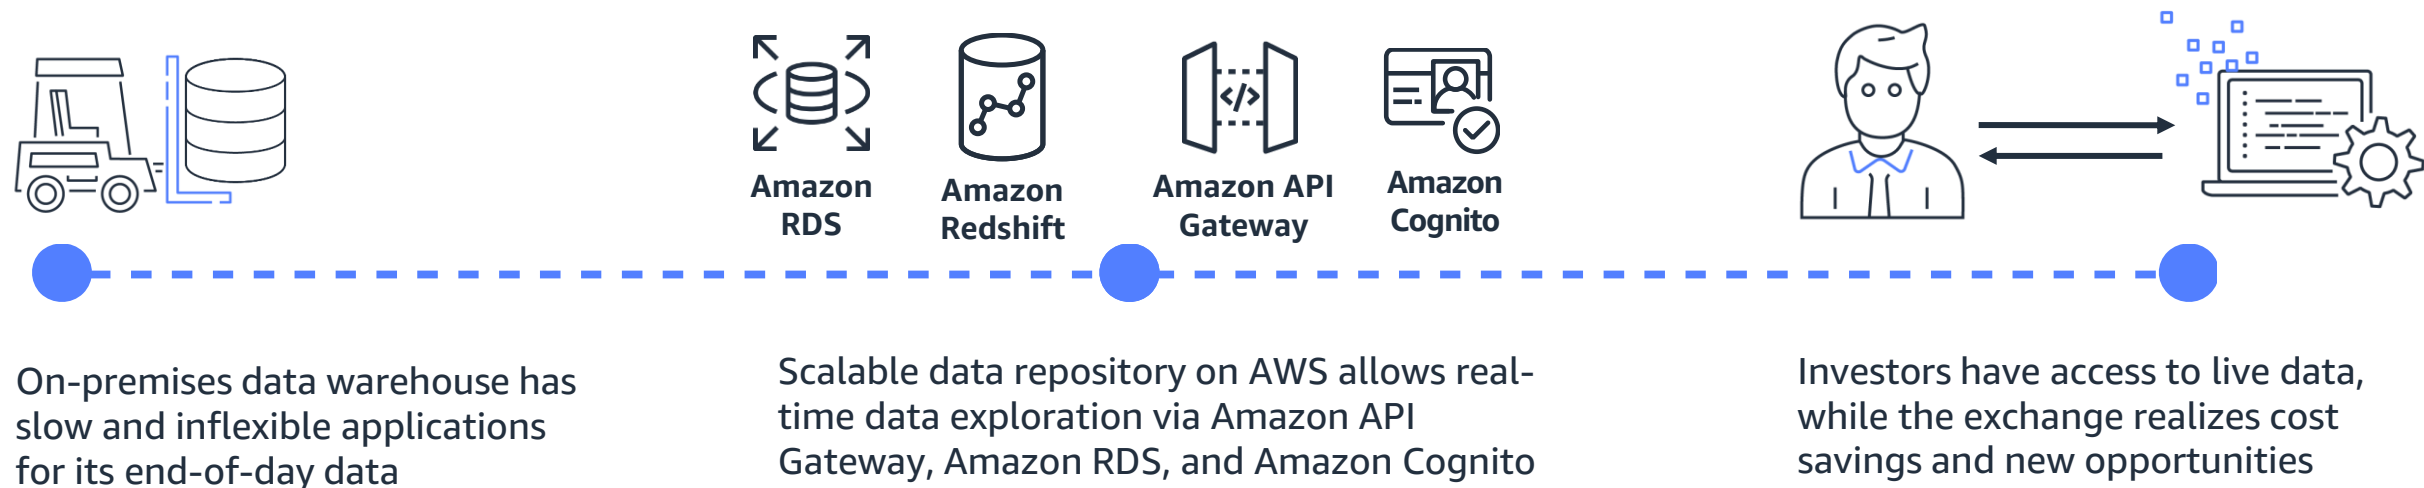 Amazon
RDS
Amazon
Redshift
Amazon API
Gateway
Amazon
Cognito
On-premises data warehouse has
slow and inflexible applications
for its end-of-day data
Scalable data repository on AWS allows real-
time data exploration via Amazon API
Gateway, Amazon RDS, and Amazon Cognito
Investors have access to live data,
while the exchange realizes cost
savings and new opportunities